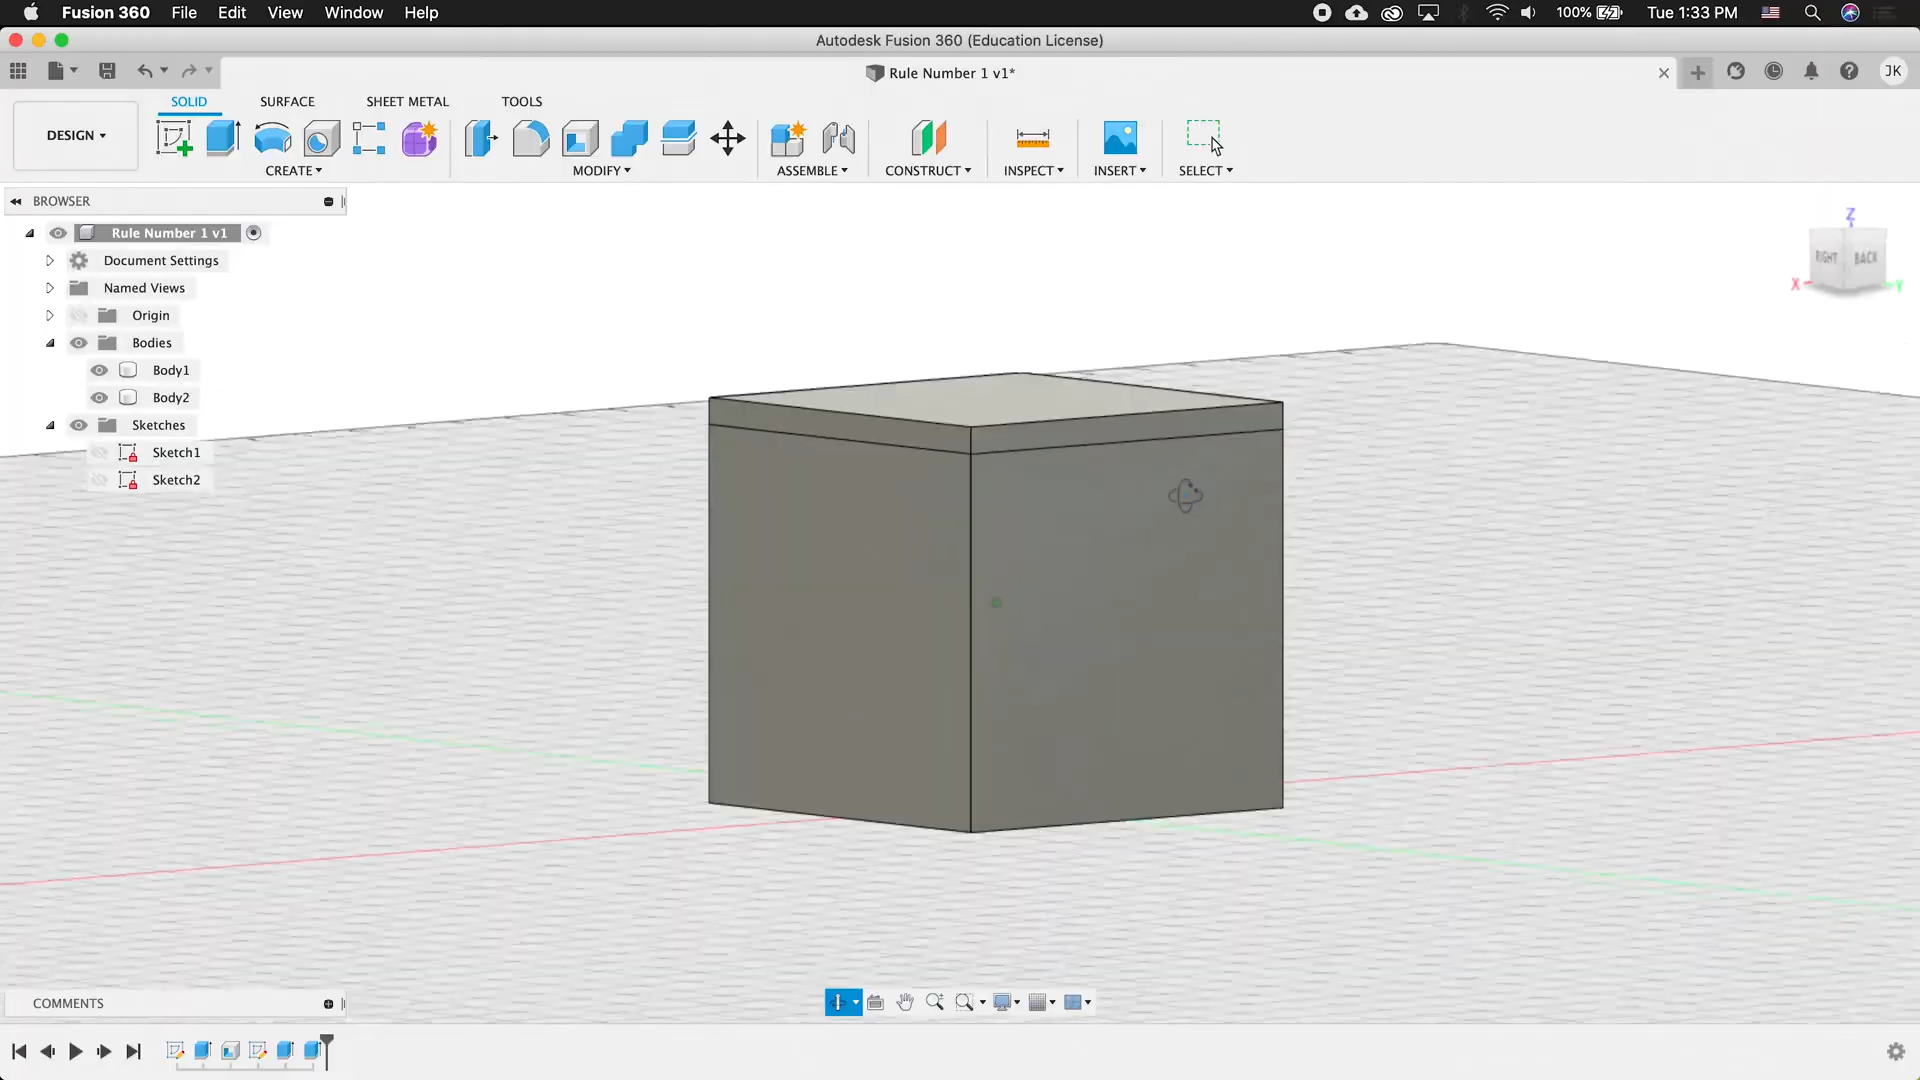 Fusion 360 File Edit View Window Help 100% Tue 1:33 PM
Autodesk Fusion 360 (Education License)
Rule Number 1 v1* JK
SOLID SURFACE SHEET METAL TOOLS
DESIGN
CREATE MODIFY ASSEMBLE CONSTRUCT INSPECT INSERT SELECT
BROWSER
Rule Number 1 v1
Document Settings
Named Views
Origin
Bodies
Body1
Body2
Sketches
Sketch1
Sketch2
Z
RIGHT BACK
X Y
COMMENTS